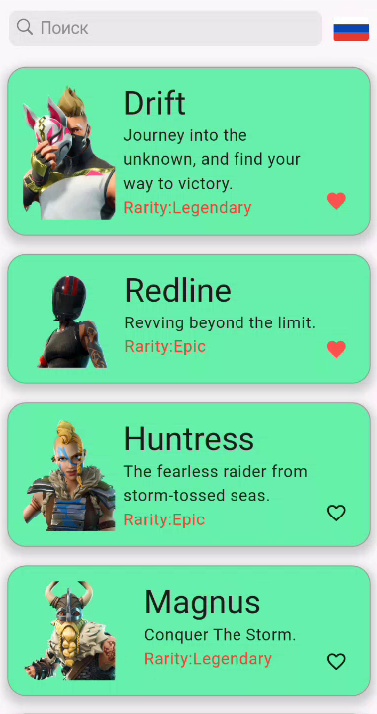 Поиск
Drift
Journey into the
unknown, and find your
way to victory.
Rarity:Legendary
Redline
Revving beyond the limit.
Rarity:Epic
Huntress
The fearless raider from
storm-tossed seas.
Rarity:Epic
Magnus
Conquer The Storm.
Rarity:Legendary